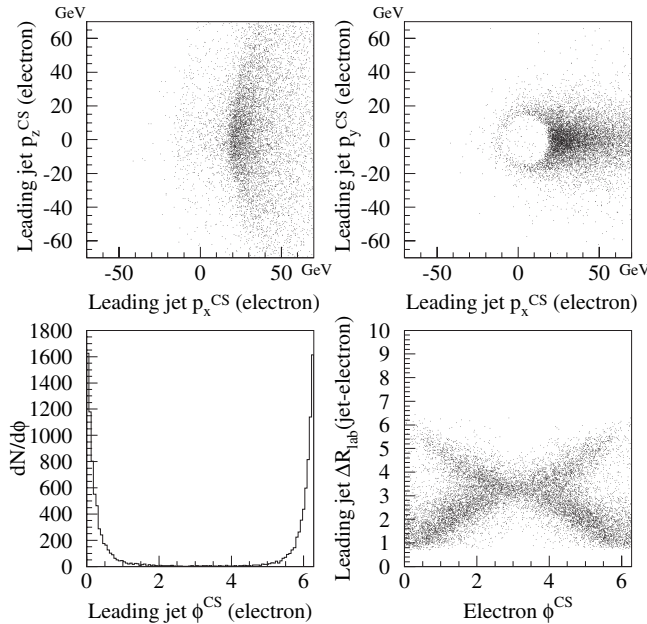 GeV
60
40
20
0
-20
-40
-60
-50 0 50
GeV
Leading jet p_z^CS (electron)
Leading jet p_x^CS (electron)
60
40
20
0
-20
-40
-60
-50 0 50
GeV
Leading jet p_y^CS (electron)
Leading jet p_x^CS (electron)
1800
1600
1400
1200
1000
800
600
400
200
0
0 2 4 6
dN/dϕ
Leading jet ϕ^CS (electron)
10
9
8
7
6
5
4
3
2
1
0
0 2 4 6
Leading jet ΔR_lab(jet-electron)
Electron ϕ^CS